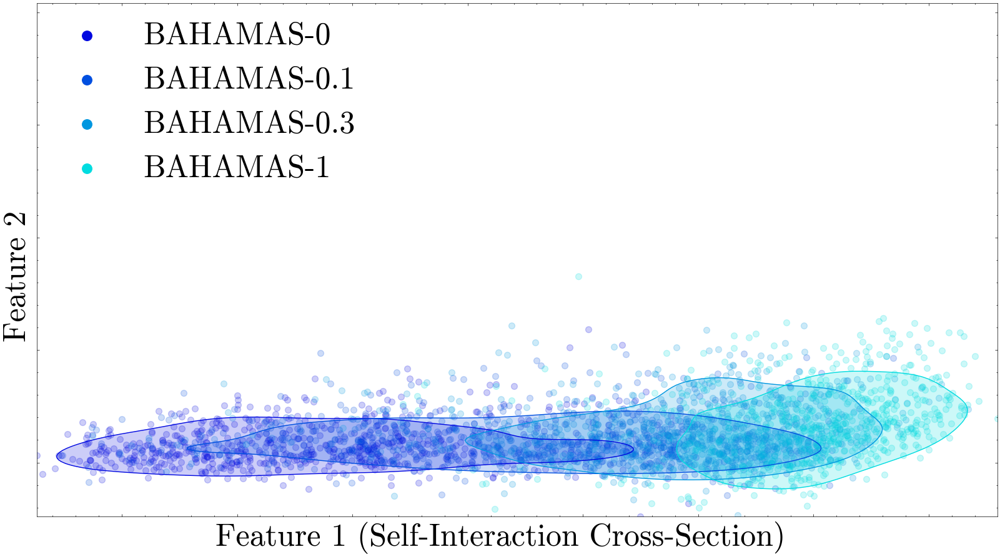 BAHAMAS-0
BAHAMAS-0.1
BAHAMAS-0.3
BAHAMAS-1
Feature 2
Feature 1 (Self-Interaction Cross-Section)